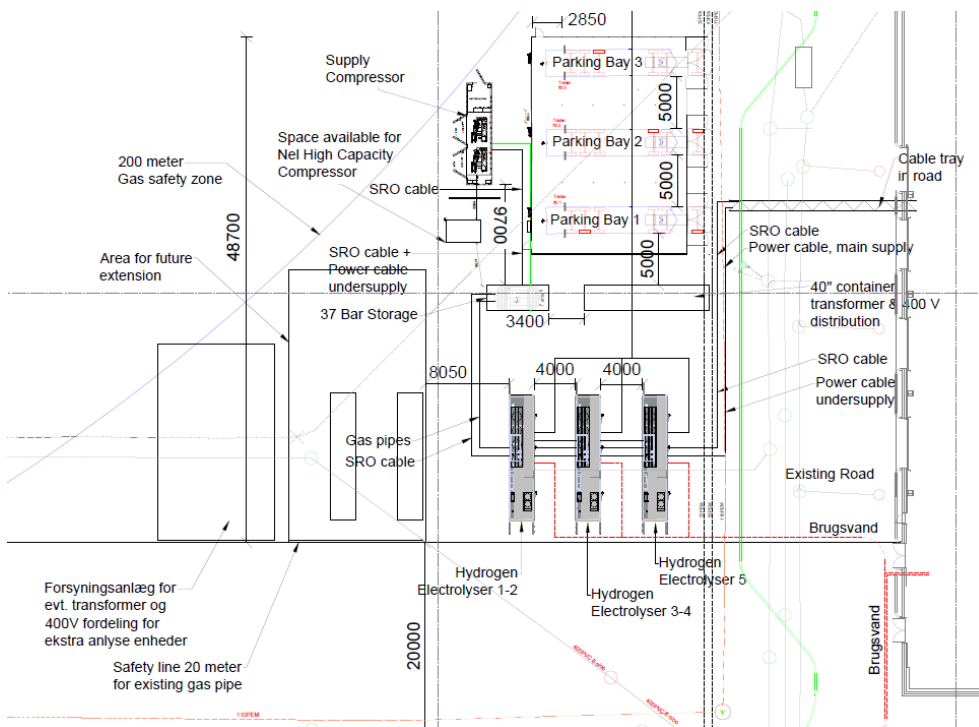 2850
Supply
Compressor
Parking Bay 3
5000
Space available for
Nel High Capacity
Compressor
Parking Bay 2
200 meter
Gas safety zone
Cable tray
in road
SRO cable
5000
48700
9700
Parking Bay 1
SRO cable
Power cable, main supply
SRO cable +
Power cable
undersupply
5000
Area for future
extension
40" container
transformer & 400 V
distribution
37 Bar Storage
3400
SRO cable
8050
4000
4000
Power cable
undersupply
Gas pipes
SRO cable
Existing Road
Brugsvand
Hydrogen
Electrolyser 1-2
Hydrogen
Electrolyser 5
Hydrogen
Electrolyser 3-4
Forsyningsanlæg for
evt. transformer og
400V fordeling for
ekstra anlyse enheder
Safety line 20 meter
for existing gas pipe
20000
Brugsvand
110PEM